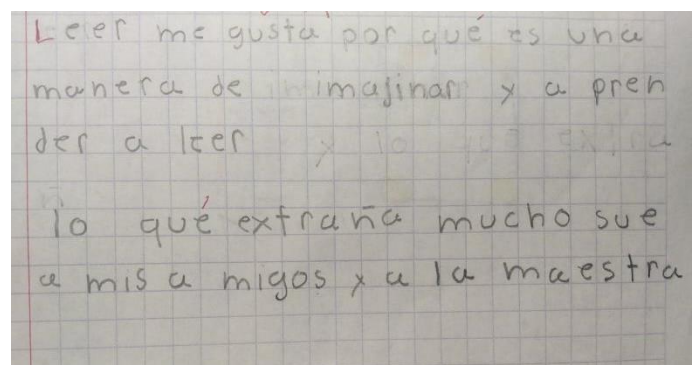 Leer me gusta por qué es una
manera de imajinar y a pren
der a leer
lo qué extraña mucho sue
a mis a migos y a la maestra